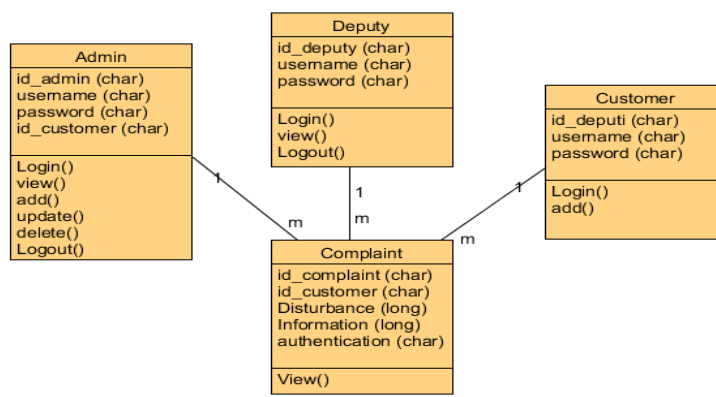 Admin
id_admin (char)
username (char)
password (char)
id_customer (char)
Login()
view()
add()
update()
delete()
Logout()
Deputy
id_deputy (char)
username (char)
password (char)
Login()
view()
Logout()
Customer
id_deputi (char)
username (char)
password (char)
Login()
add()
1
m
1
m
1
m
Complaint
id_complaint (char)
id_customer (char)
Disturbance (long)
Information (long)
authentication (char)
View()